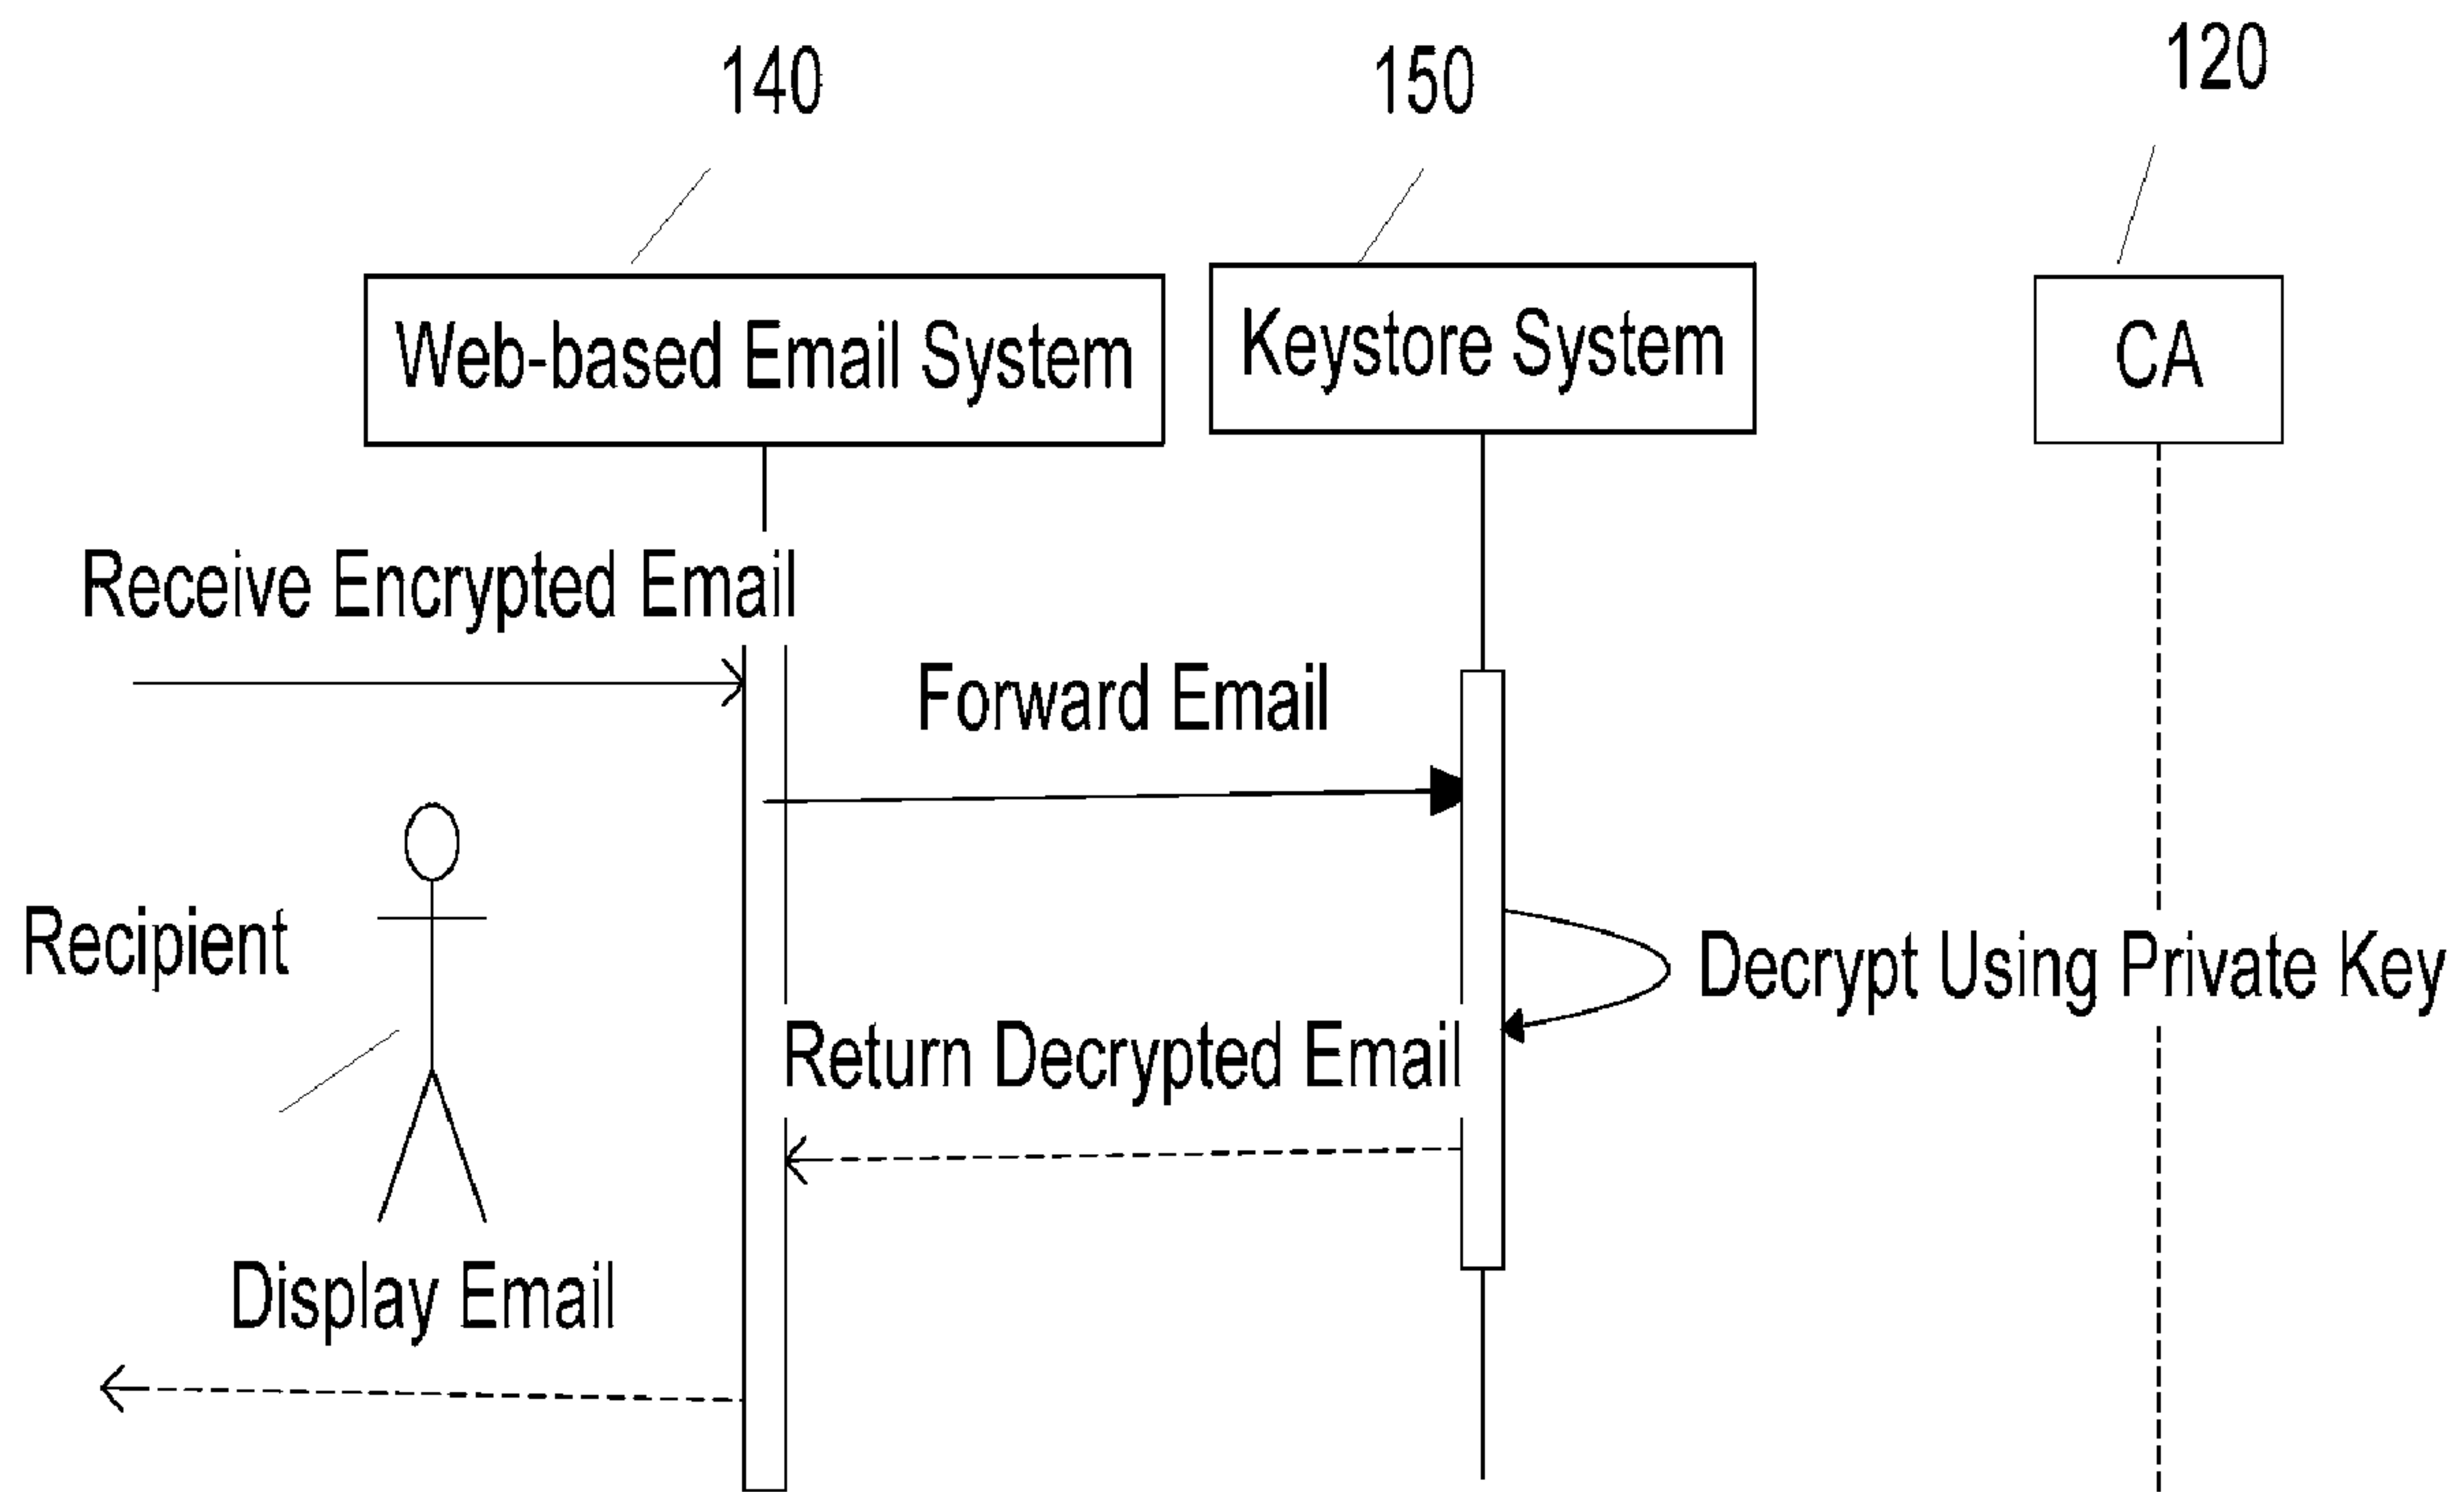 140
150
120
Web-based Email System
Keystore System
CA
Receive Encrypted Email
Forward Email
Recipient
Decrypt Using Private Key
Return Decrypted Email
Display Email